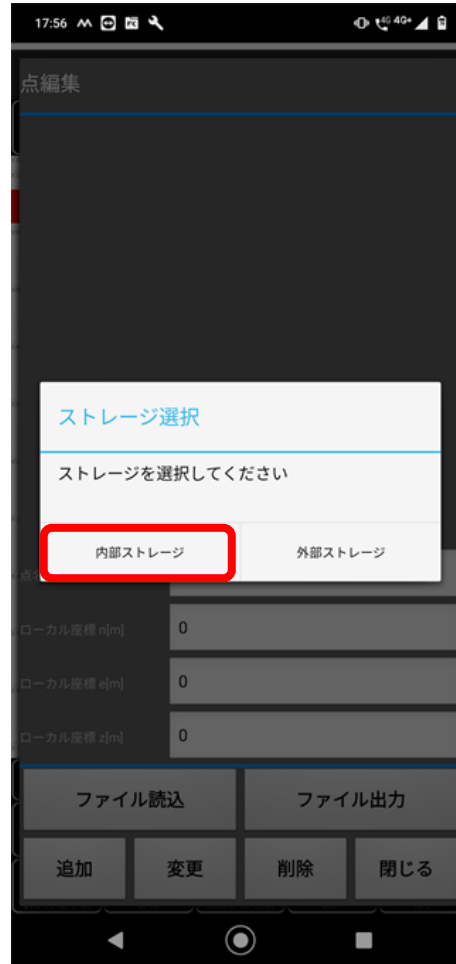 17:56
4G 4G+
点編集
ストレージ選択
ストレージを選択してください
内部ストレージ
外部ストレージ
点名
ローカル座標 n[m]
0
ローカル座標 e[m]
0
ローカル座標 z[m]
0
ファイル読込
ファイル出力
追加
変更
削除
閉じる